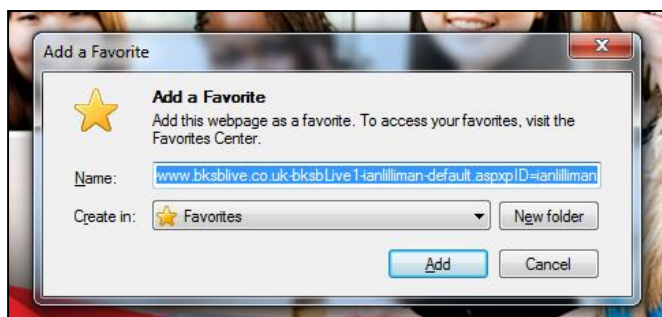 Add a Favorite
Add a Favorite
Add this webpage as a favorite. To access your favorites, visit the
Favorites Center.
Name: -www.bksblive.co.uk-bksbLive1-ianlilliman-default.aspxpID=ianlilliman
Create in: Favorites New folder
Add Cancel